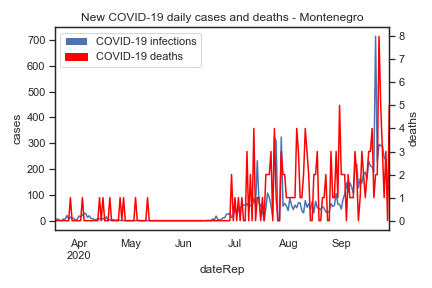 New COVID-19 daily cases and deaths - Montenegro
COVID-19 infections
COVID-19 deaths
700
600
500
400
300
200
100
0
cases
8
7
6
5
4
3
2
1
0
deaths
Apr
2020
May
Jun
Jul
Aug
Sep
dateRep